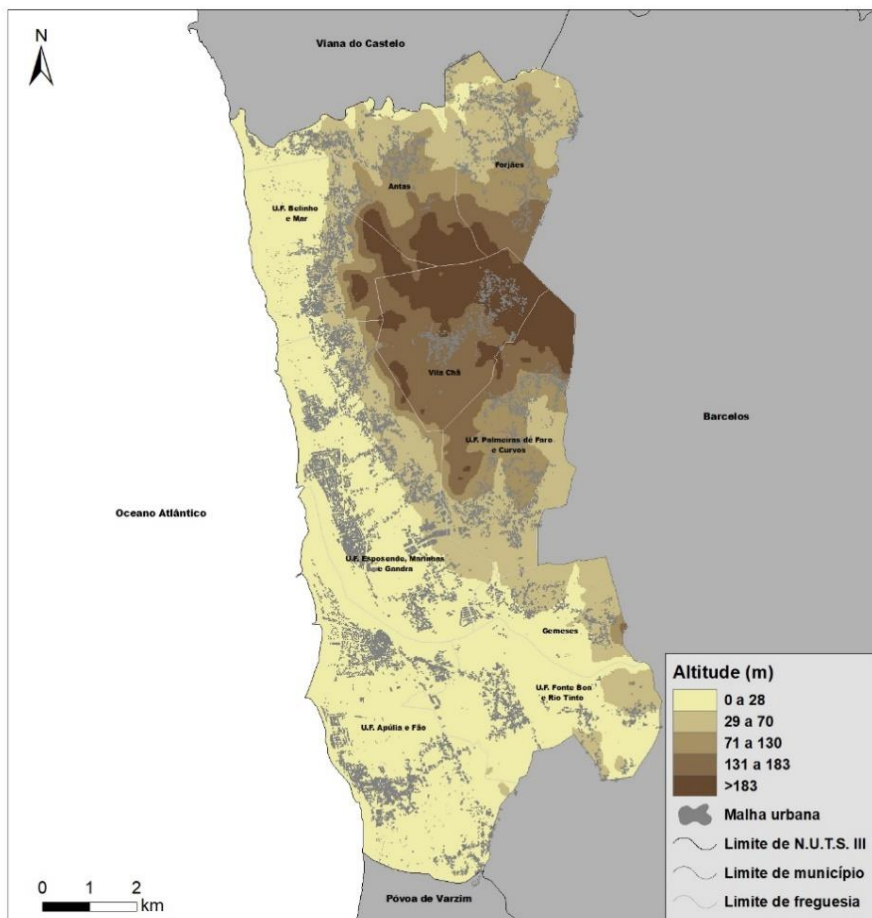 N
Viana do Castelo
Forjães
Antas
U.F. Belinho
e Mar
Vila Chã
Barcelos
U.F. Palmeira de Faro
e Curvos
Oceano Atlântico
U.F. Esposende, Marinhas
e Gandra
Gemeses
U.F. Fonte Boa
e Rio Tinto
U.F. Apúlia e Fão
Póvoa de Varzim
Altitude (m)
0 a 28
29 a 70
71 a 130
131 a 183
>183
Malha urbana
Limite de N.U.T.S. III
Limite de município
Limite de freguesia
0 1 2
km